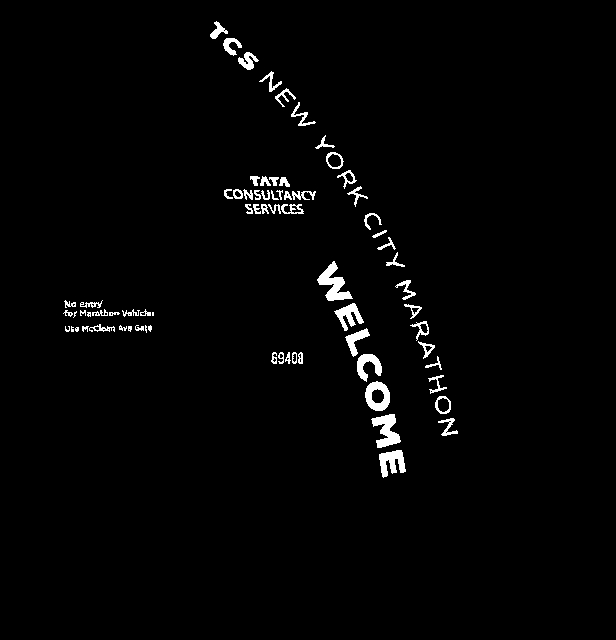 TCS NEW YORK CITY MARATHON
TATA
CONSULTANCY
SERVICES
WELCOME
No entry
for Marathon Vehicles
Use McClean Ave Gate
69408